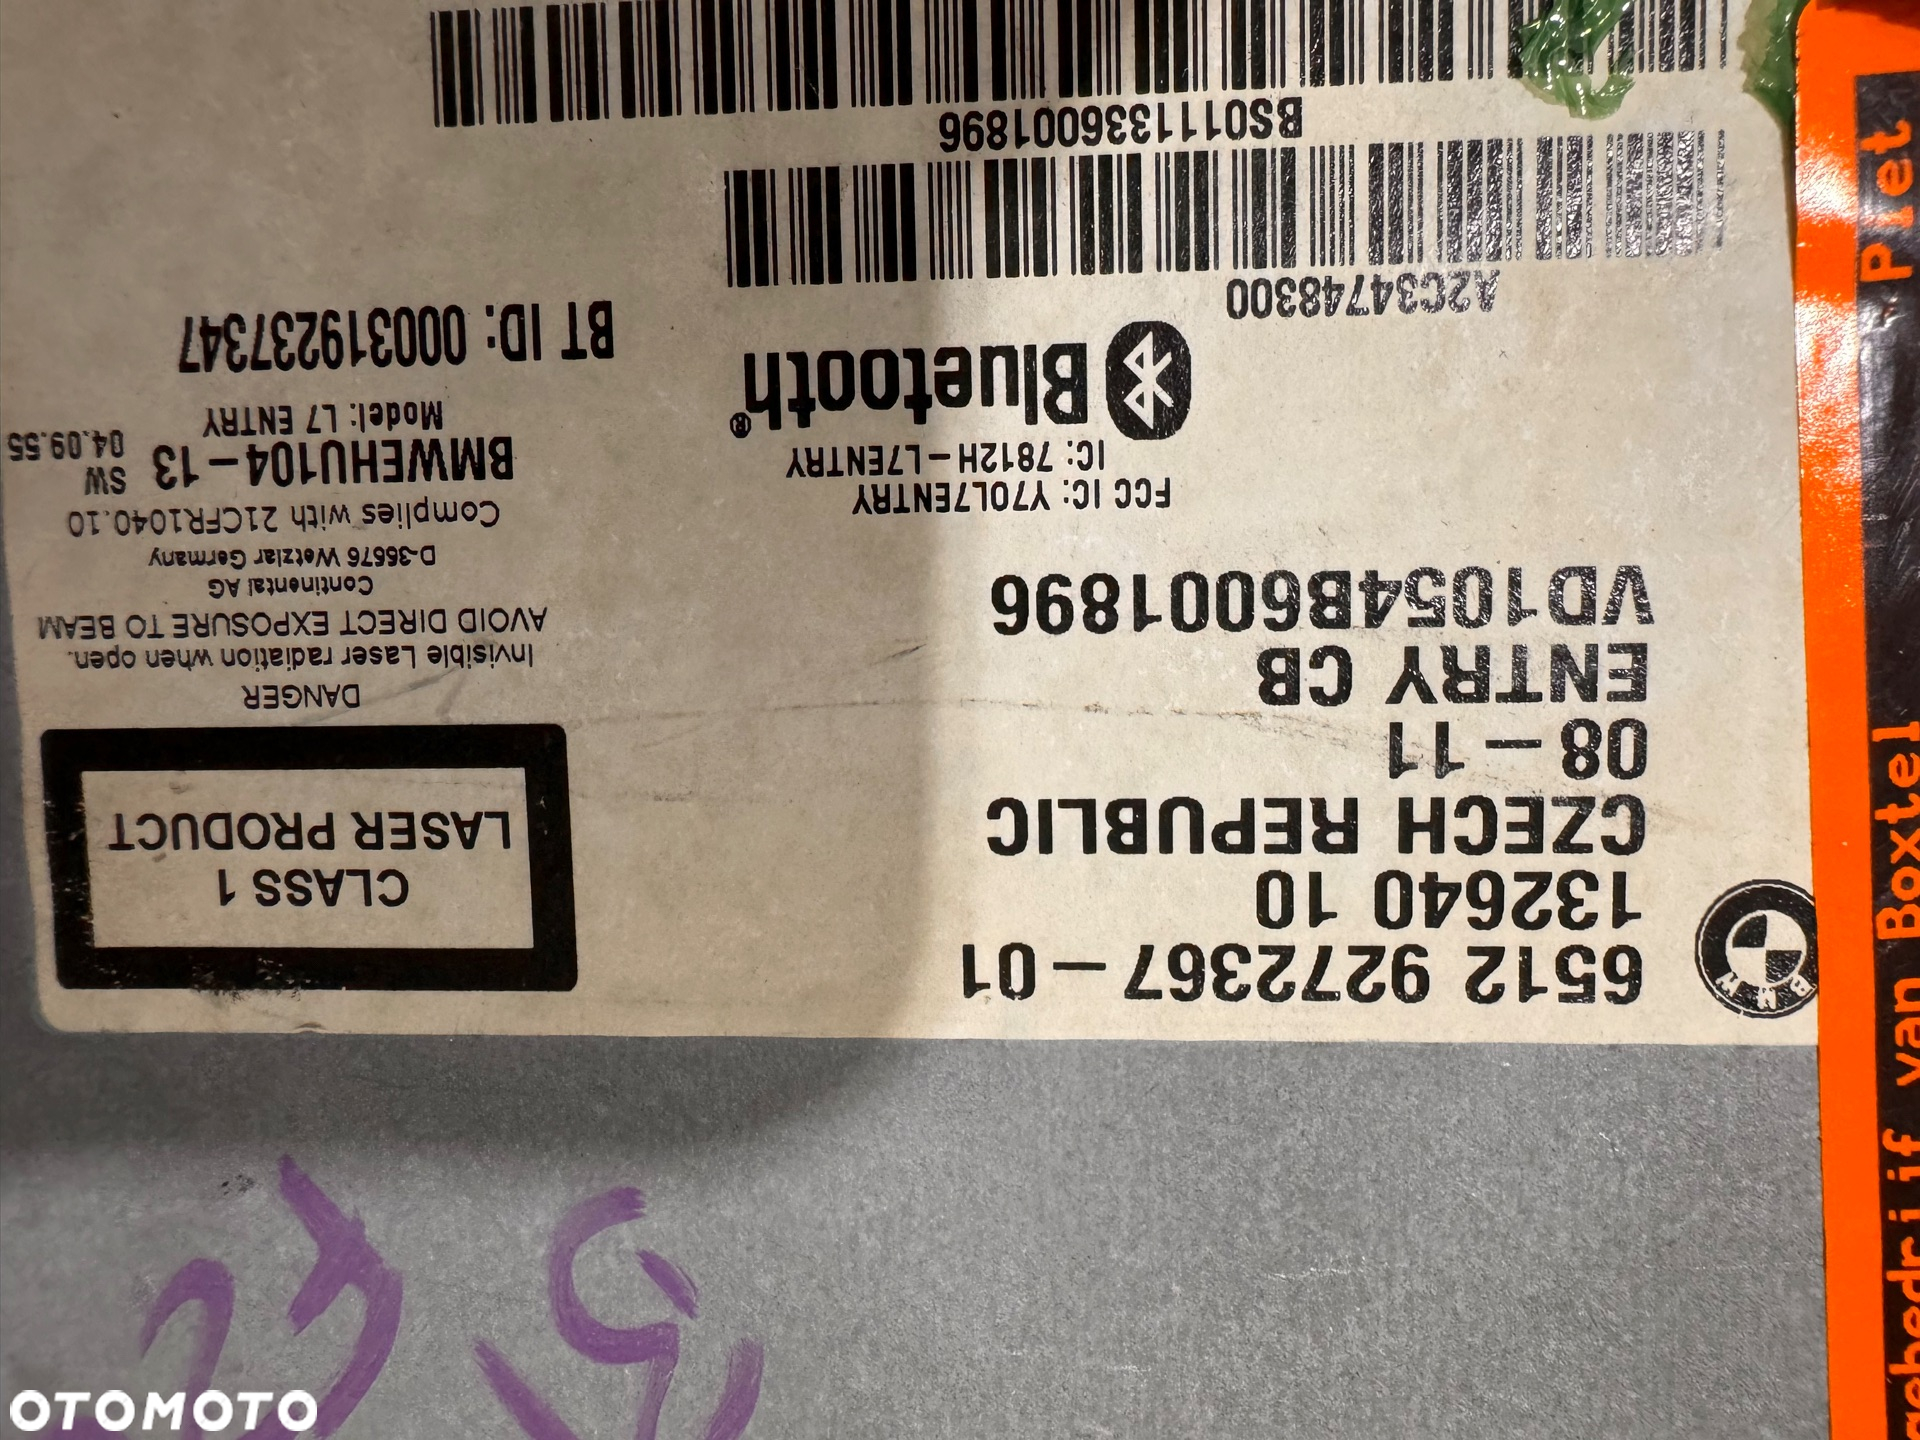 6512 9272367-01
132640 10
CZECH REPUBLIC
08-11
ENTRY CB
VD1054B6001896
FCC IC: Y7OL7ENTRY
IC: 7812H-L7ENTRY
Bluetooth®
A2C34748300
BS0111336001896
CLASS 1
LASER PRODUCT
DANGER
Invisible Laser radiation when open.
AVOID DIRECT EXPOSURE TO BEAM
Continental AG
D-35576 Wetzlar Germany
Complies with 21CFR1040.10
BMWEHU104-13 SW 04.09.55
Model: L7 ENTRY
BT ID: 000319237347
BMW
Piet
van Boxtel
OTOMOTO